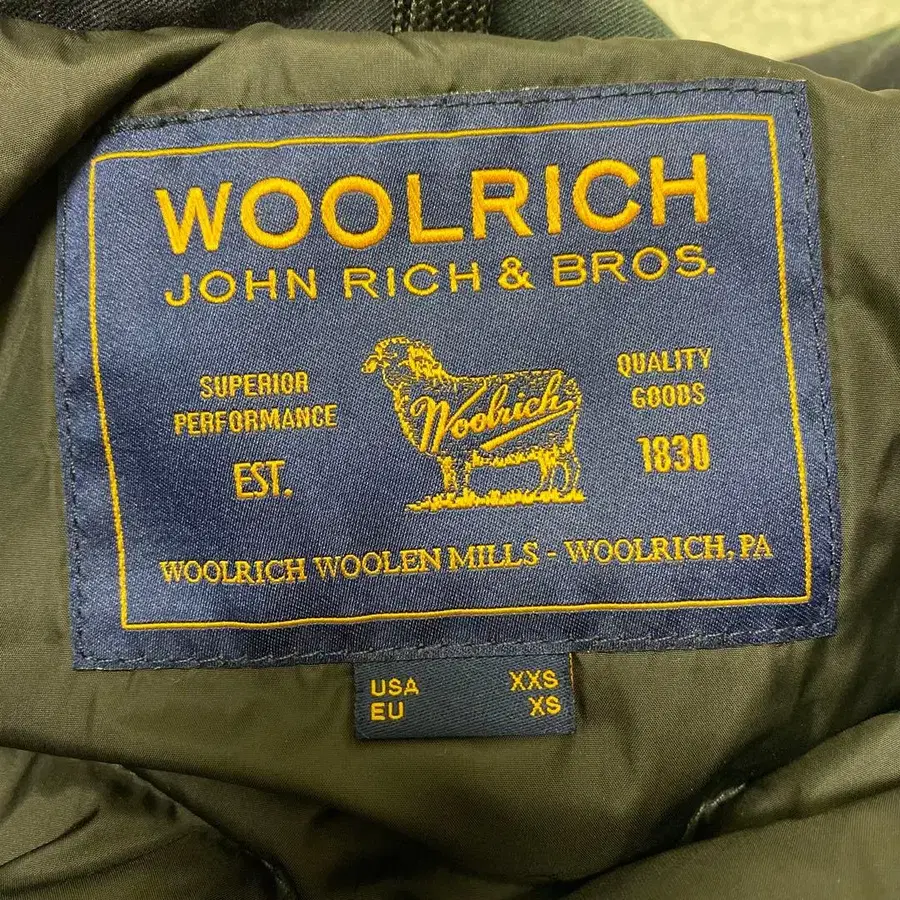 WOOLRICH
JOHN RICH & BROS.
SUPERIOR
PERFORMANCE
EST.
Woolrich
QUALITY
GOODS
1830
WOOLRICH WOOLEN MILLS - WOOLRICH, PA
USA XXS
EU XS